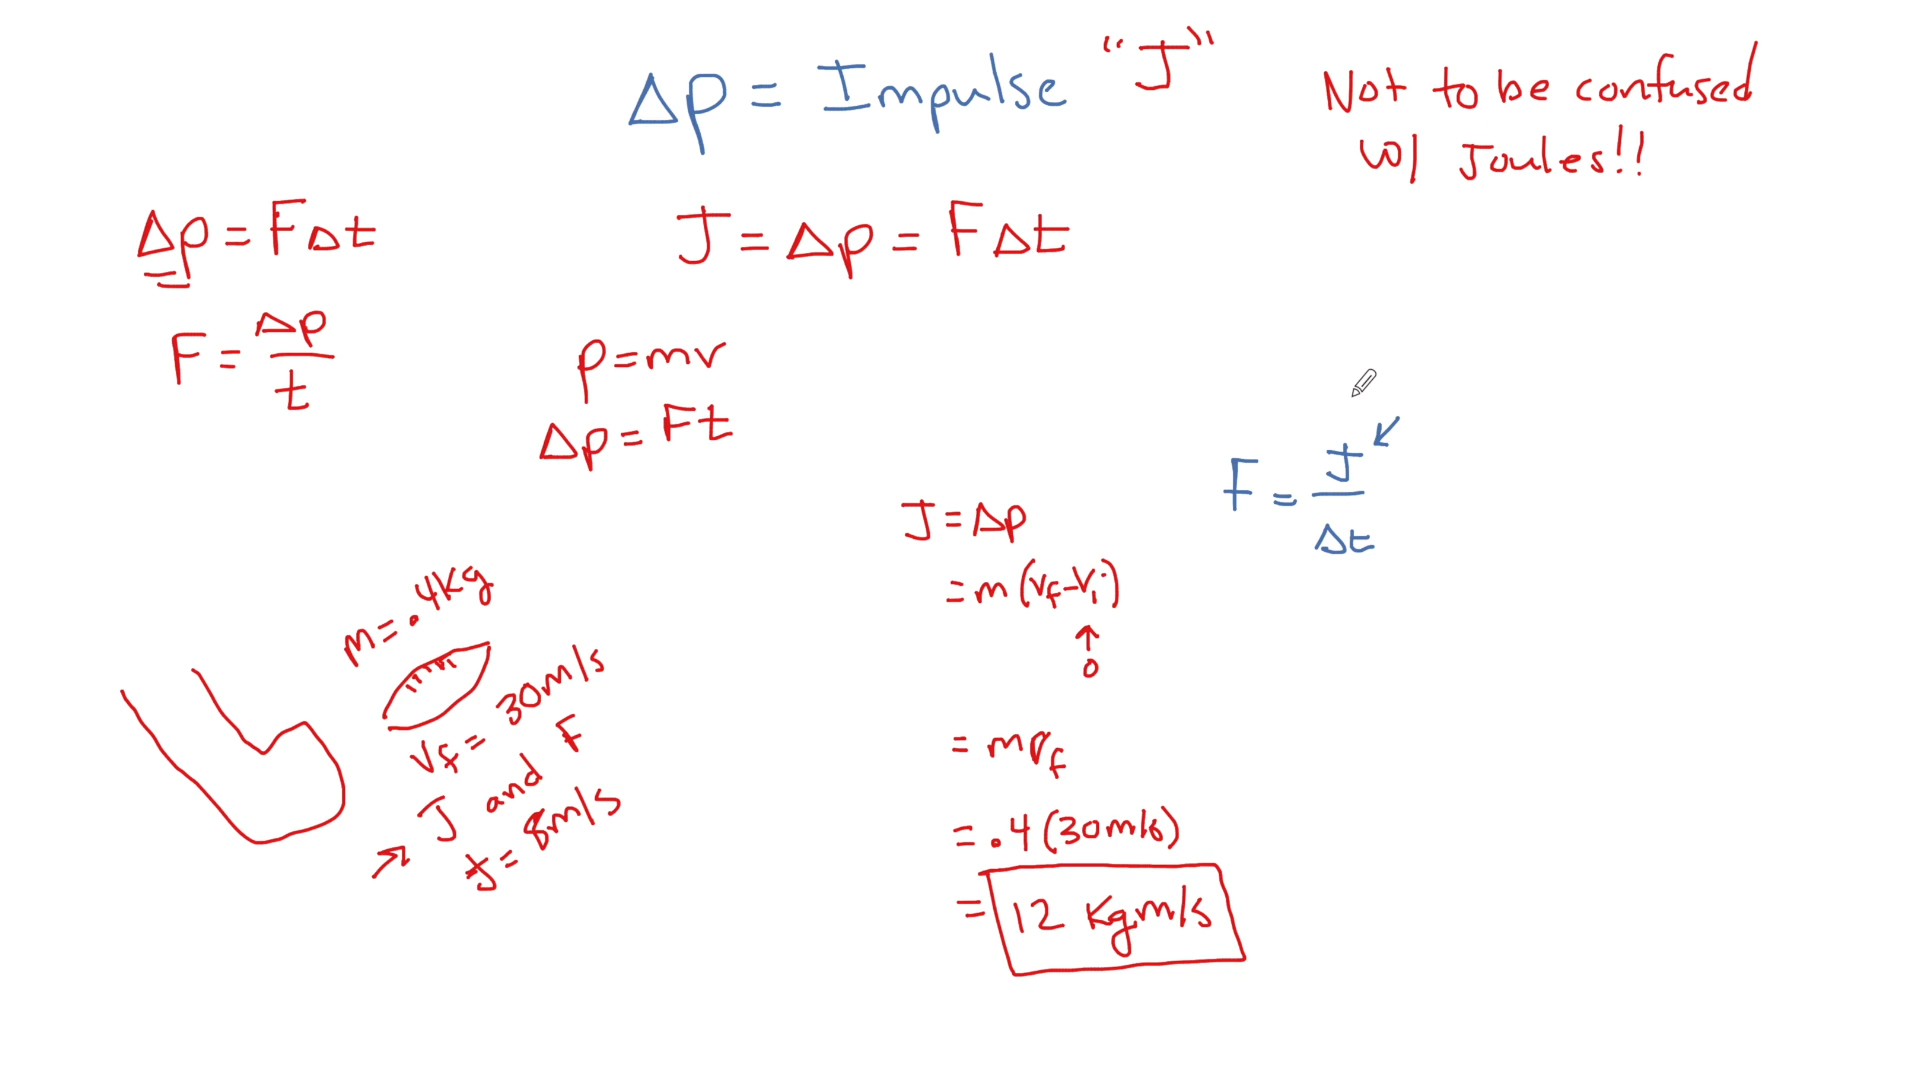 Δp = Impulse "J"
Not to be confused
w/ Joules!!
Δp = FΔt
J = Δp = FΔt
F = Δp/t
p = mv
Δp = Ft
F = J/Δt
J = Δp
= m(vf-vi)
0
m = .4kg
vf = 30m/s
J and F
t = 8m/s
= mvf
= .4(30m/s)
= 12 kgm/s